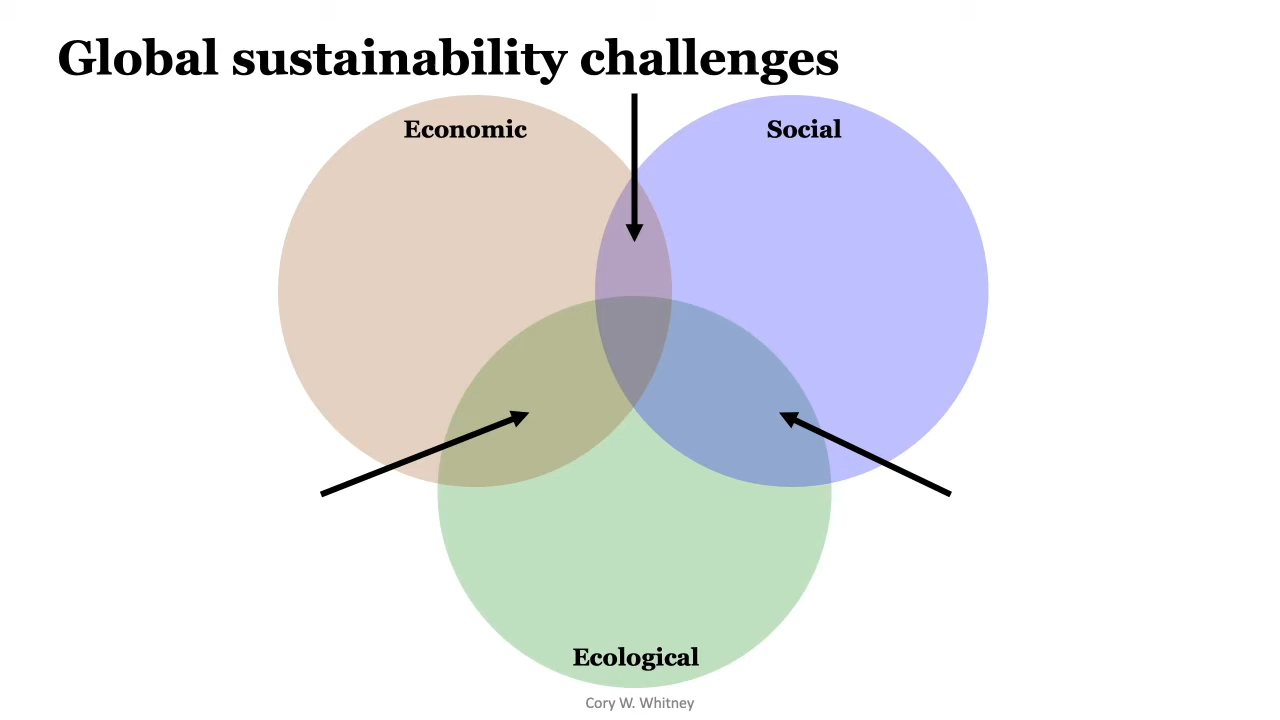 Global sustainability challenges
Economic
Social
Ecological
Cory W. Whitney